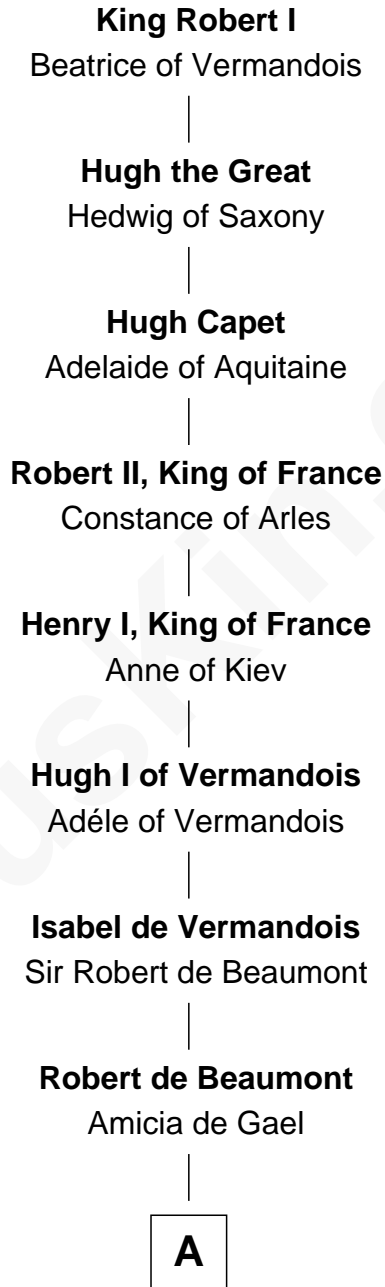 King Robert I
Beatrice of Vermandois
Hugh the Great
Hedwig of Saxony
Hugh Capet
Adelaide of Aquitaine
Robert II, King of France
Constance of Arles
Henry I, King of France
Anne of Kiev
Hugh I of Vermandois
Adéle of Vermandois
Isabel de Vermandois
Sir Robert de Beaumont
Robert de Beaumont
Amicia de Gael
A